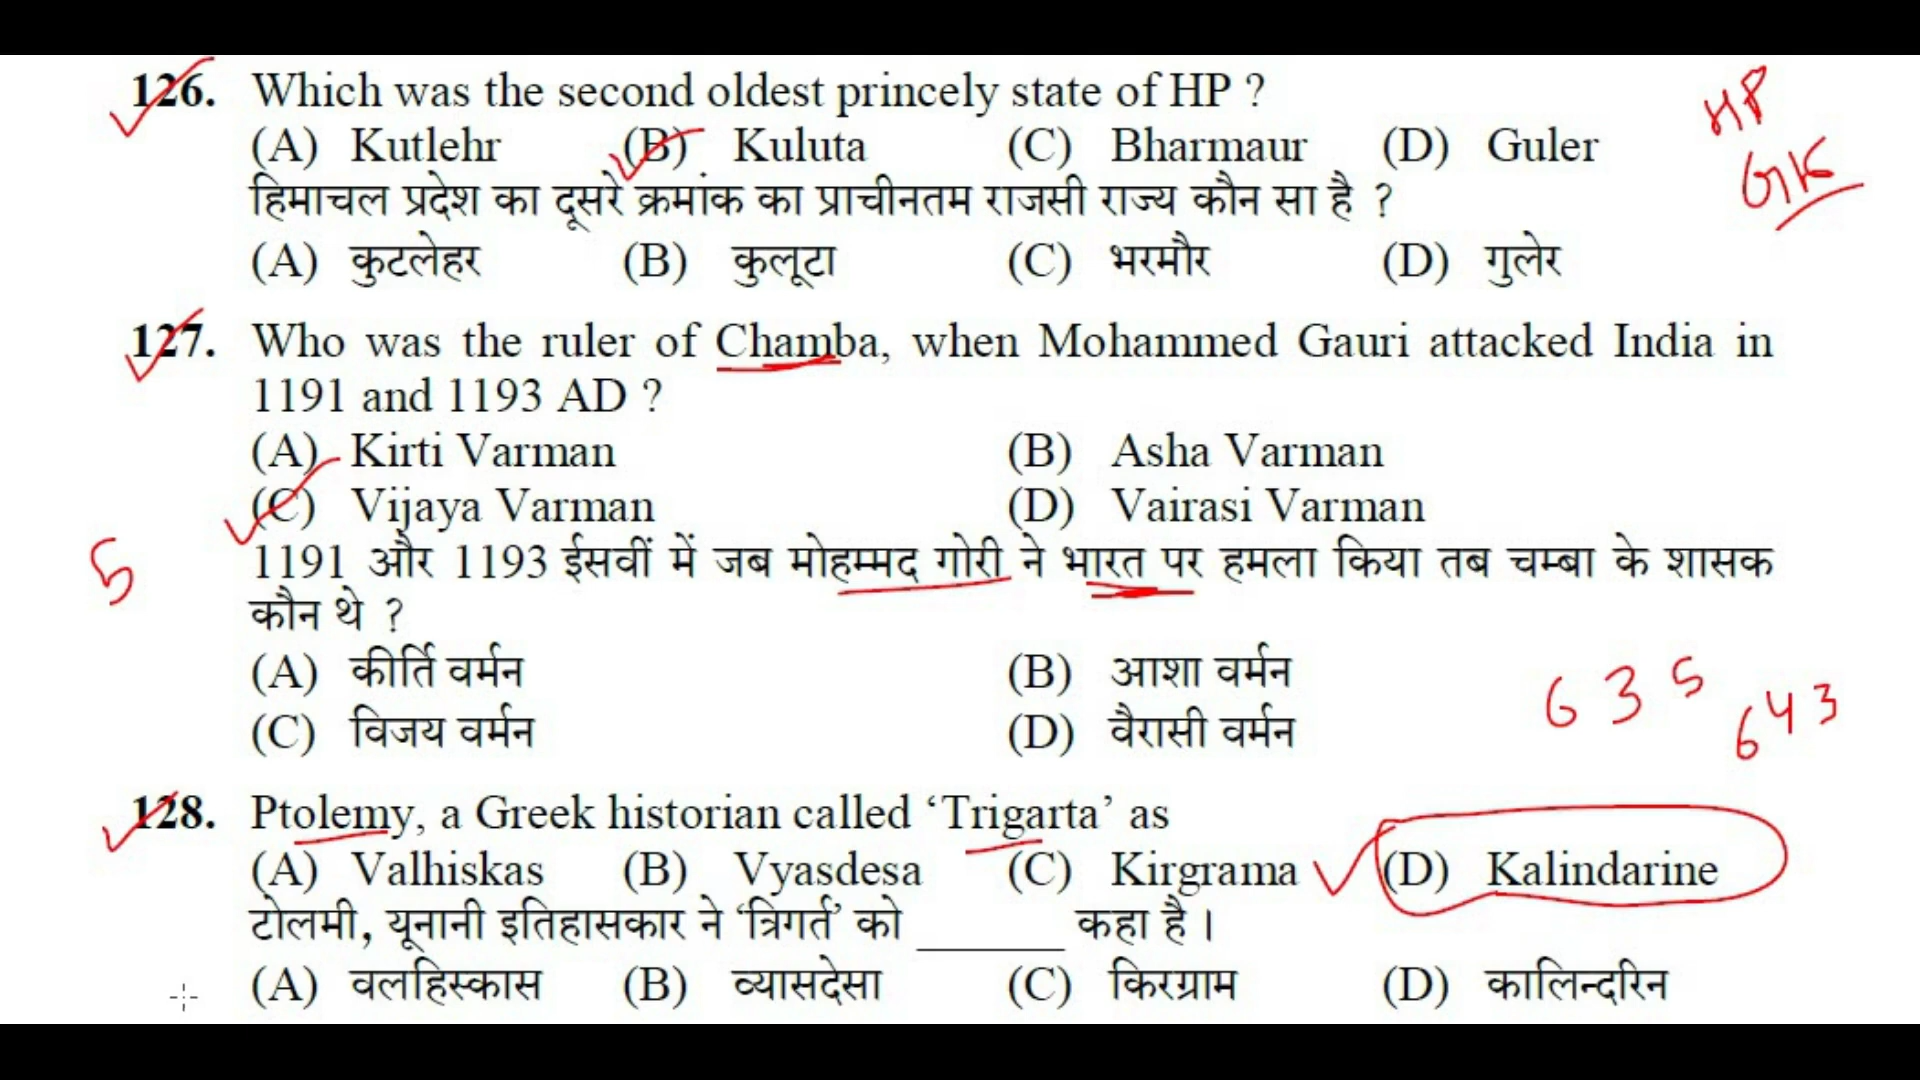 126. Which was the second oldest princely state of HP ?
(A) Kutlehr (B) Kuluta (C) Bharmaur (D) Guler
हिमाचल प्रदेश का दूसरे क्रमांक का प्राचीनतम राजसी राज्य कौन सा है ?
(A) कुटलेहर (B) कुलूटा (C) भरमौर (D) गुलेर
HP
GK
127. Who was the ruler of Chamba, when Mohammed Gauri attacked India in
1191 and 1193 AD ?
(A) Kirti Varman (B) Asha Varman
(C) Vijaya Varman (D) Vairasi Varman
5
1191 और 1193 ईसवीं में जब मोहम्मद गोरी ने भारत पर हमला किया तब चम्बा के शासक
कौन थे ?
(A) कीर्ति वर्मन (B) आशा वर्मन
(C) विजय वर्मन (D) वैरासी वर्मन
635
643
128. Ptolemy, a Greek historian called ‘Trigarta’ as
(A) Valhiskas (B) Vyasdesa (C) Kirgrama (D) Kalindarine
टोलमी, यूनानी इतिहासकार ने ‘त्रिगर्त’ को ______ कहा है ।
(A) वलहिस्कास (B) व्यासदेसा (C) किरग्राम (D) कालिन्दरिन